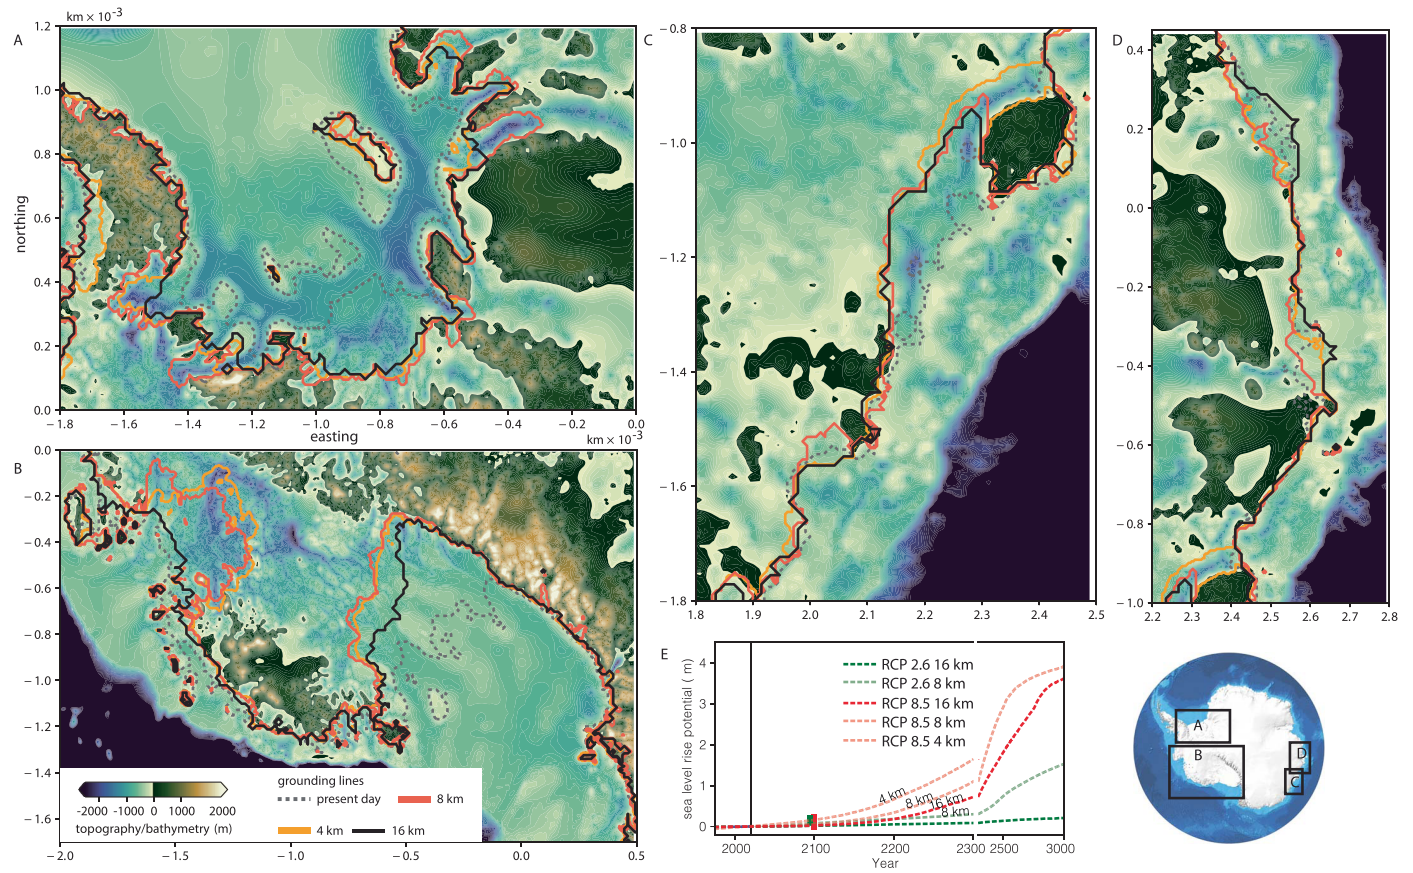 km × 10⁻³
A
1.2
1.0
0.8
0.6
0.4
0.2
0.0
northing
−1.8
−1.6
−1.4
−1.2
−1.0
−0.8
−0.6
−0.4
−0.2
0.0
easting
km × 10⁻³
B
0.0
−0.2
−0.4
−0.6
−0.8
−1.0
−1.2
−1.4
−1.6
−2.0
−1.5
−1.0
−0.5
0.0
0.5
-2000 -1000 0 1000 2000
topography/bathymetry (m)
grounding lines
present day
8 km
4 km
16 km
C
−0.8
−1.0
−1.2
−1.4
−1.6
−1.8
1.8
1.9
2.0
2.1
2.2
2.3
2.4
2.5
D
0.4
0.2
0.0
−0.2
−0.4
−0.6
−0.8
−1.0
2.2
2.3
2.4
2.5
2.6
2.7
2.8
E
sea level rise potential ( m)
4
3
2
1
0
RCP 2.6 16 km
RCP 2.6 8 km
RCP 8.5 16 km
RCP 8.5 8 km
RCP 8.5 4 km
4 km
8 km
16 km
8 km
2000
2100
2200
2300
2500
3000
Year
A
B
D
C